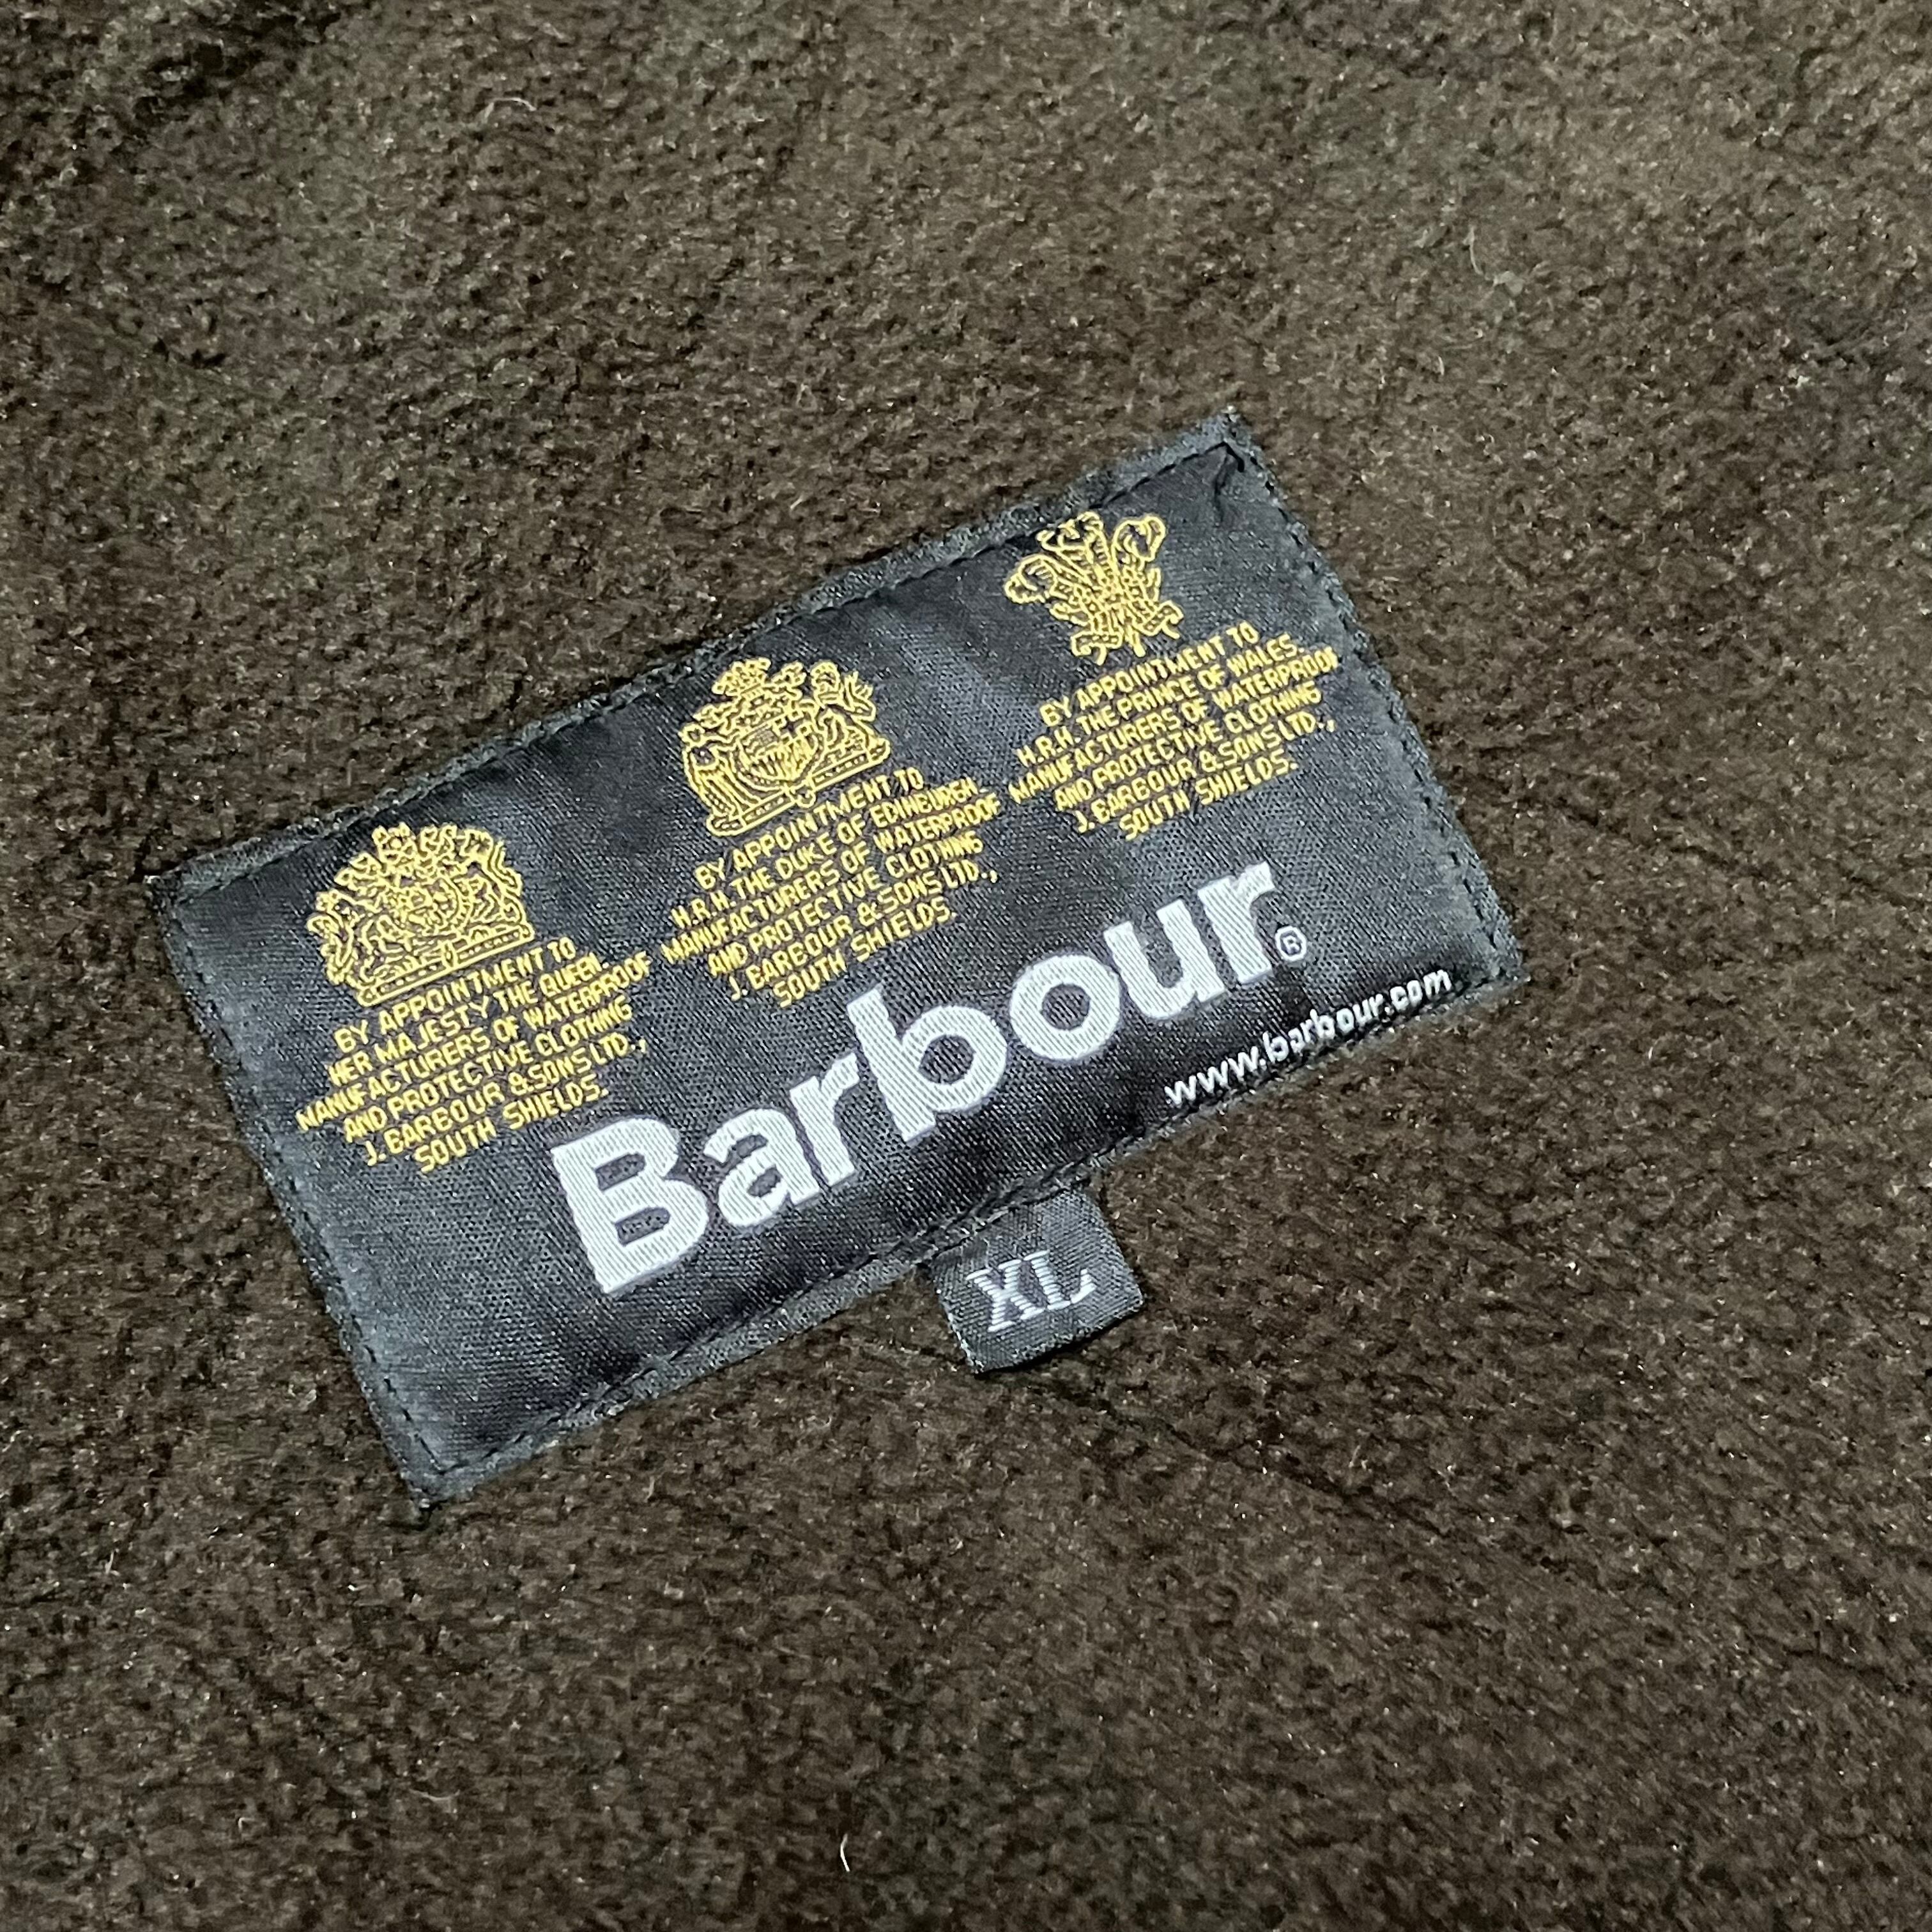 BY APPOINTMENT TO
HER MAJESTY THE QUEEN.
MANUFACTURERS OF WATERPROOF
AND PROTECTIVE CLOTHING
J. BARBOUR & SONS LTD.,
SOUTH SHIELDS.
BY APPOINTMENT TO
H.R.H. THE DUKE OF EDINBURGH.
MANUFACTURERS OF WATERPROOF
AND PROTECTIVE CLOTHING
J. BARBOUR & SONS LTD.,
SOUTH SHIELDS.
BY APPOINTMENT TO
H.R.H. THE PRINCE OF WALES.
MANUFACTURERS OF WATERPROOF
AND PROTECTIVE CLOTHING
J. BARBOUR & SONS LTD.,
SOUTH SHIELDS.
Barbour®
www.barbour.com
XL